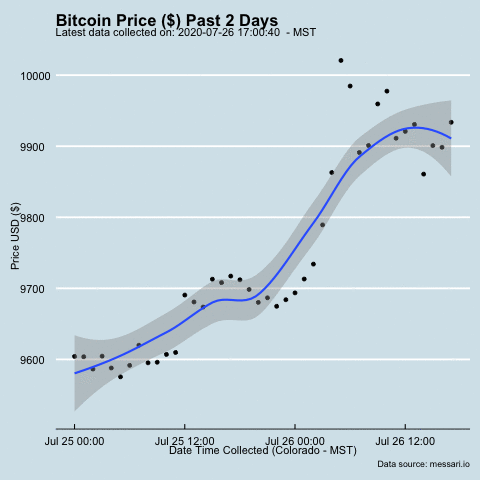 Bitcoin Price ($) Past 2 Days
Latest data collected on: 2020-07-26 17:00:40  - MST
10000
9900
9800
9700
9600
Price USD ($)
Jul 25 00:00
Jul 25 12:00
Jul 26 00:00
Jul 26 12:00
Date Time Collected (Colorado - MST)
Data source: messari.io